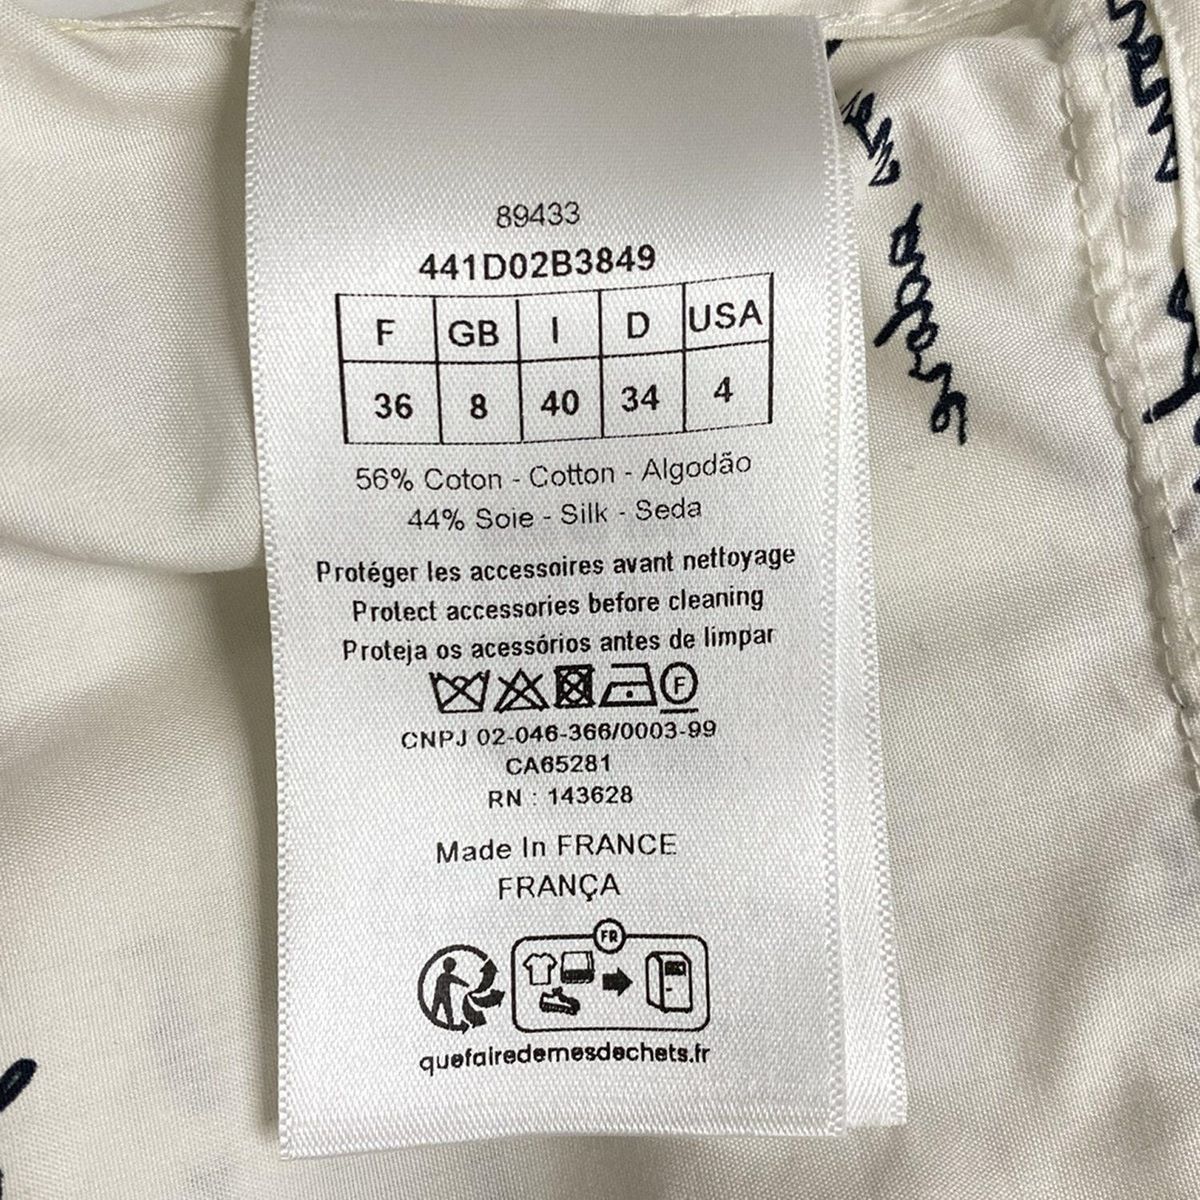 89433
441D02B3849
F GB I D USA
36 8 40 34 4
56% Coton - Cotton - Algodão
44% Soie - Silk - Seda
Protéger les accessoires avant nettoyage
Protect accessories before cleaning
Proteja os acessórios antes de limpar
F
CNPJ 02-046-366/0003-99
CA65281
RN : 143628
Made In FRANCE
FRANÇA
FR
quefairedemesdechets.fr